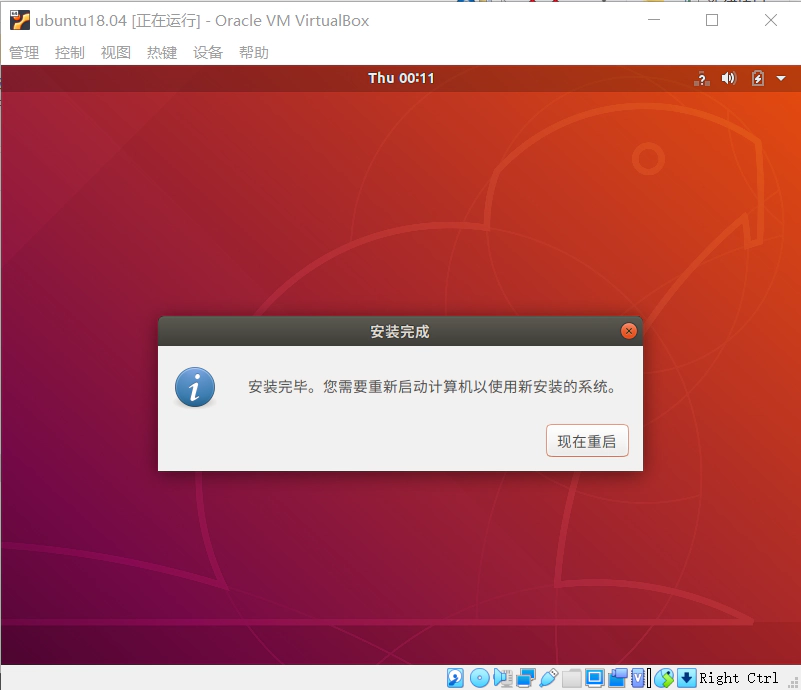 ubuntu18.04 [正在运行] - Oracle VM VirtualBox
管理 控制 视图 热键 设备 帮助
Thu 00:11
安装完成
安装完毕。您需要重新启动计算机以使用新安装的系统。
现在重启
Right Ctrl